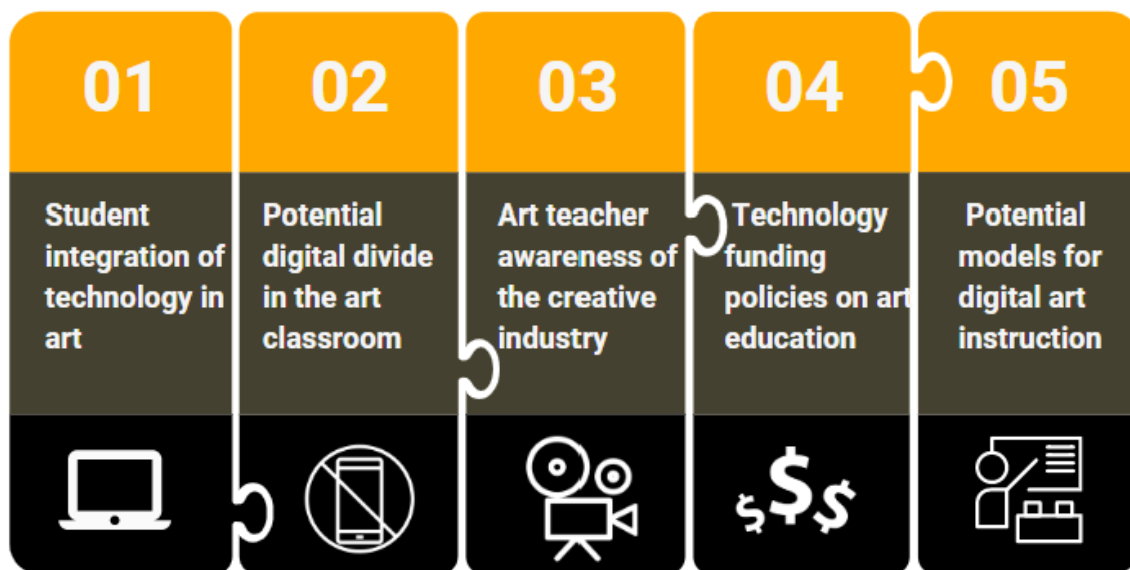 01
Student
integration of
technology in
art
02
Potential
digital divide
in the art
classroom
03
Art teacher
awareness of
the creative
industry
04
Technology
funding
policies on art
education
05
Potential
models for
digital art
instruction
$$$